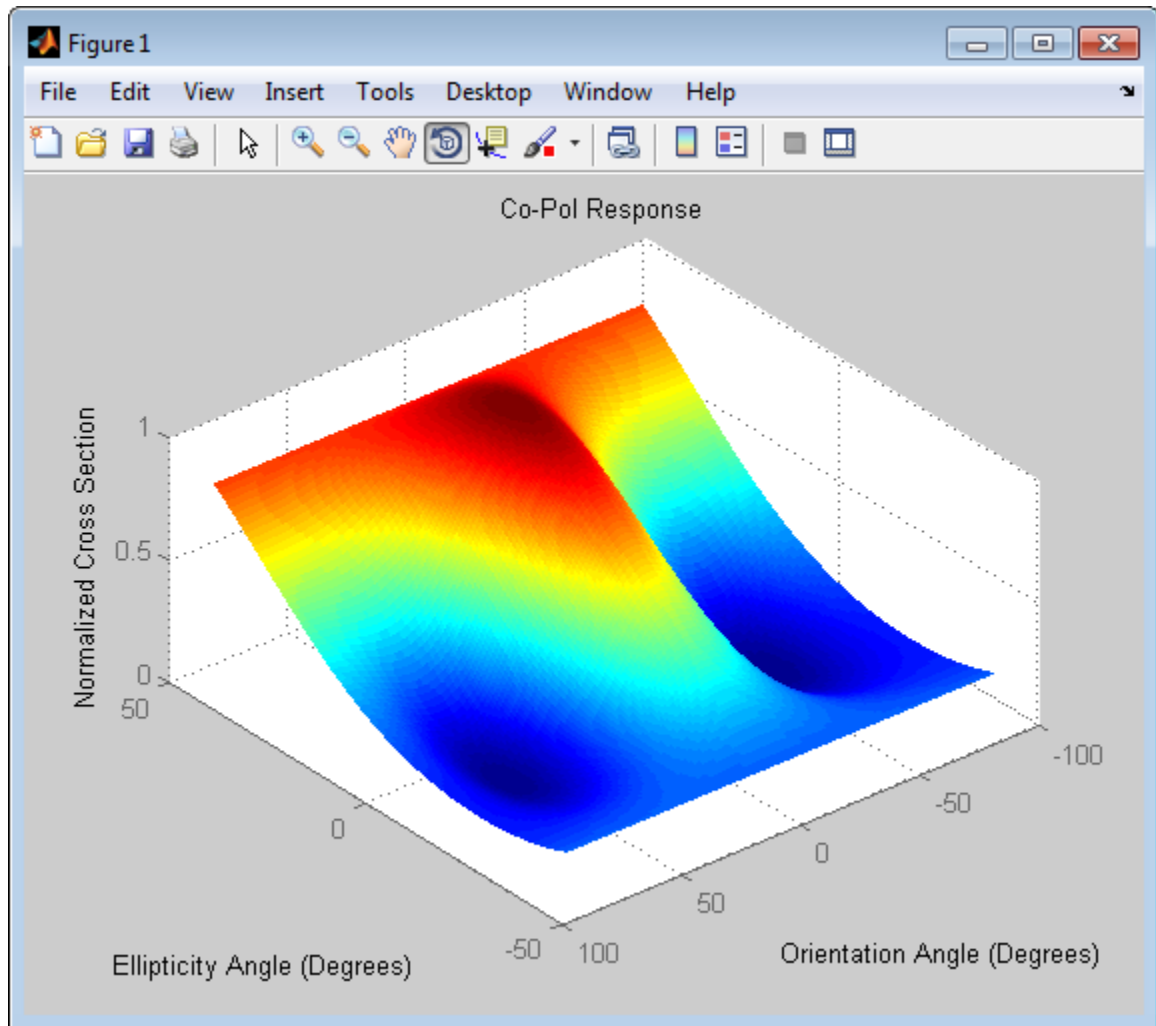 Figure 1
File Edit View Insert Tools Desktop Window Help
Co-Pol Response
Normalized Cross Section
1
0.5
0
50
0
-50
100
50
0
-50
-100
Ellipticity Angle (Degrees)
Orientation Angle (Degrees)